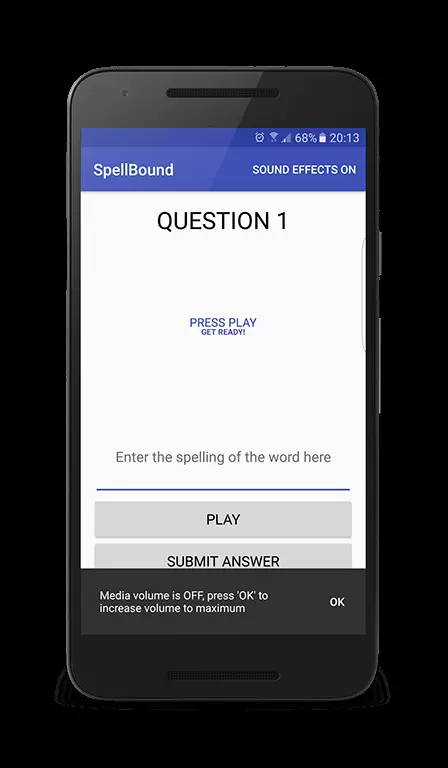 68% 20:13
SpellBound SOUND EFFECTS ON
QUESTION 1
PRESS PLAY
GET READY!
Enter the spelling of the word here
PLAY
SUBMIT ANSWER
Media volume is OFF, press 'OK' to
increase volume to maximum
OK